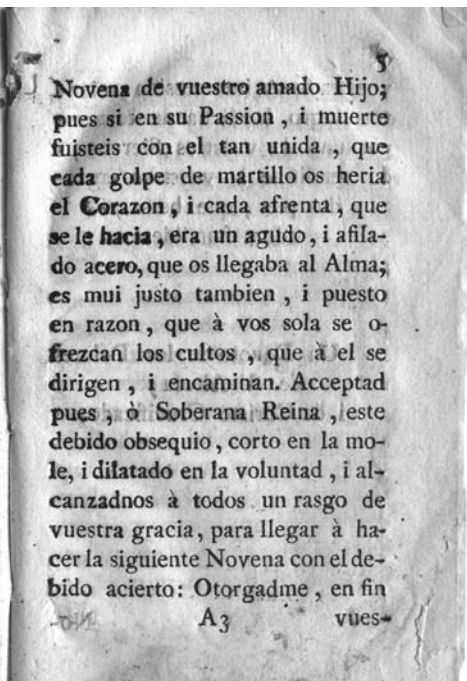 5
Novena de vuestro amado Hijo;
pues si en su Passion , i muerte
fuisteis con el tan unida , que
cada golpe de martillo os heria
el Corazon , i cada afrenta , que
se le hacia , era un agudo , i afila-
do acero, que os llegaba al Alma;
es mui justo tambien , i puesto
en razon , que à vos sola se o-
frezcan los cultos , que à el se
dirigen , i encaminan. Acceptad
pues , ò Soberana Reina , este
debido obsequio , corto en la mo-
le, i dilatado en la voluntad , i al-
canzadnos à todos un rasgo de
vuestra gracia, para llegar à ha-
cer la siguiente Novena con el de-
bido acierto: Otorgadme , en fin
A3 vues-